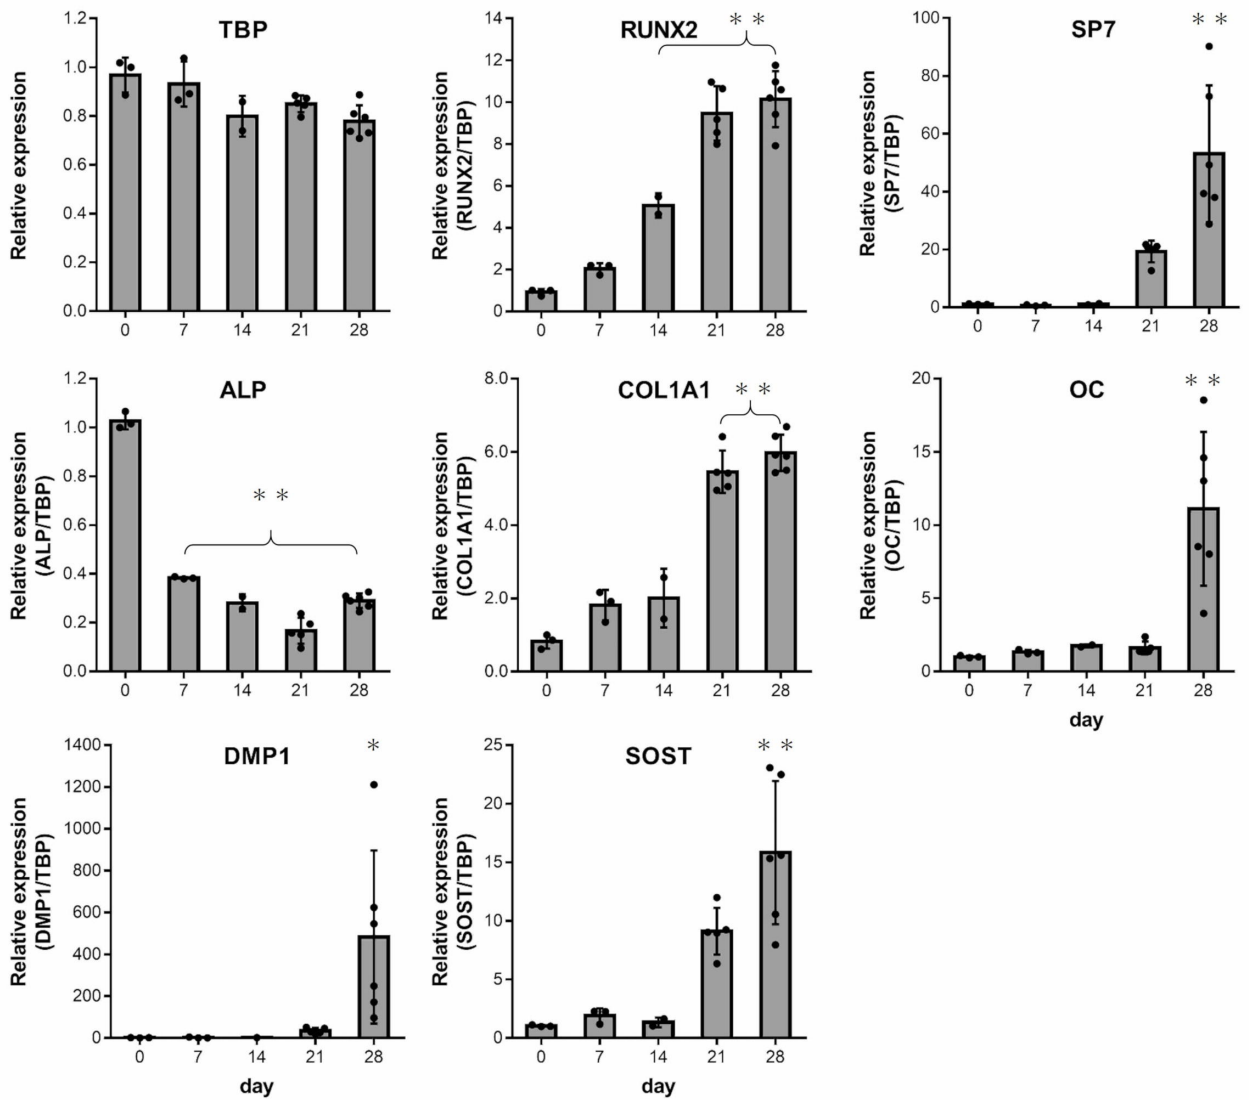 TBP
Relative expression
1.2
1.0
0.8
0.6
0.4
0.2
0.0
0 7 14 21 28
RUNX2
* *
Relative expression
(RUNX2/TBP)
14
12
10
8
6
4
2
0
0 7 14 21 28
SP7
* *
Relative expression
(SP7/TBP)
100
80
60
40
20
0
0 7 14 21 28
ALP
* *
Relative expression
(ALP/TBP)
1.2
1.0
0.8
0.6
0.4
0.2
0.0
0 7 14 21 28
COL1A1
* *
Relative expression
(COL1A1/TBP)
8.0
6.0
4.0
2.0
0.0
0 7 14 21 28
OC
* *
Relative expression
(OC/TBP)
20
15
10
5
0
0 7 14 21 28
day
DMP1
*
Relative expression
(DMP1/TBP)
1400
1200
1000
800
600
400
200
0
0 7 14 21 28
day
SOST
* *
Relative expression
(SOST/TBP)
25
20
15
10
5
0
0 7 14 21 28
day